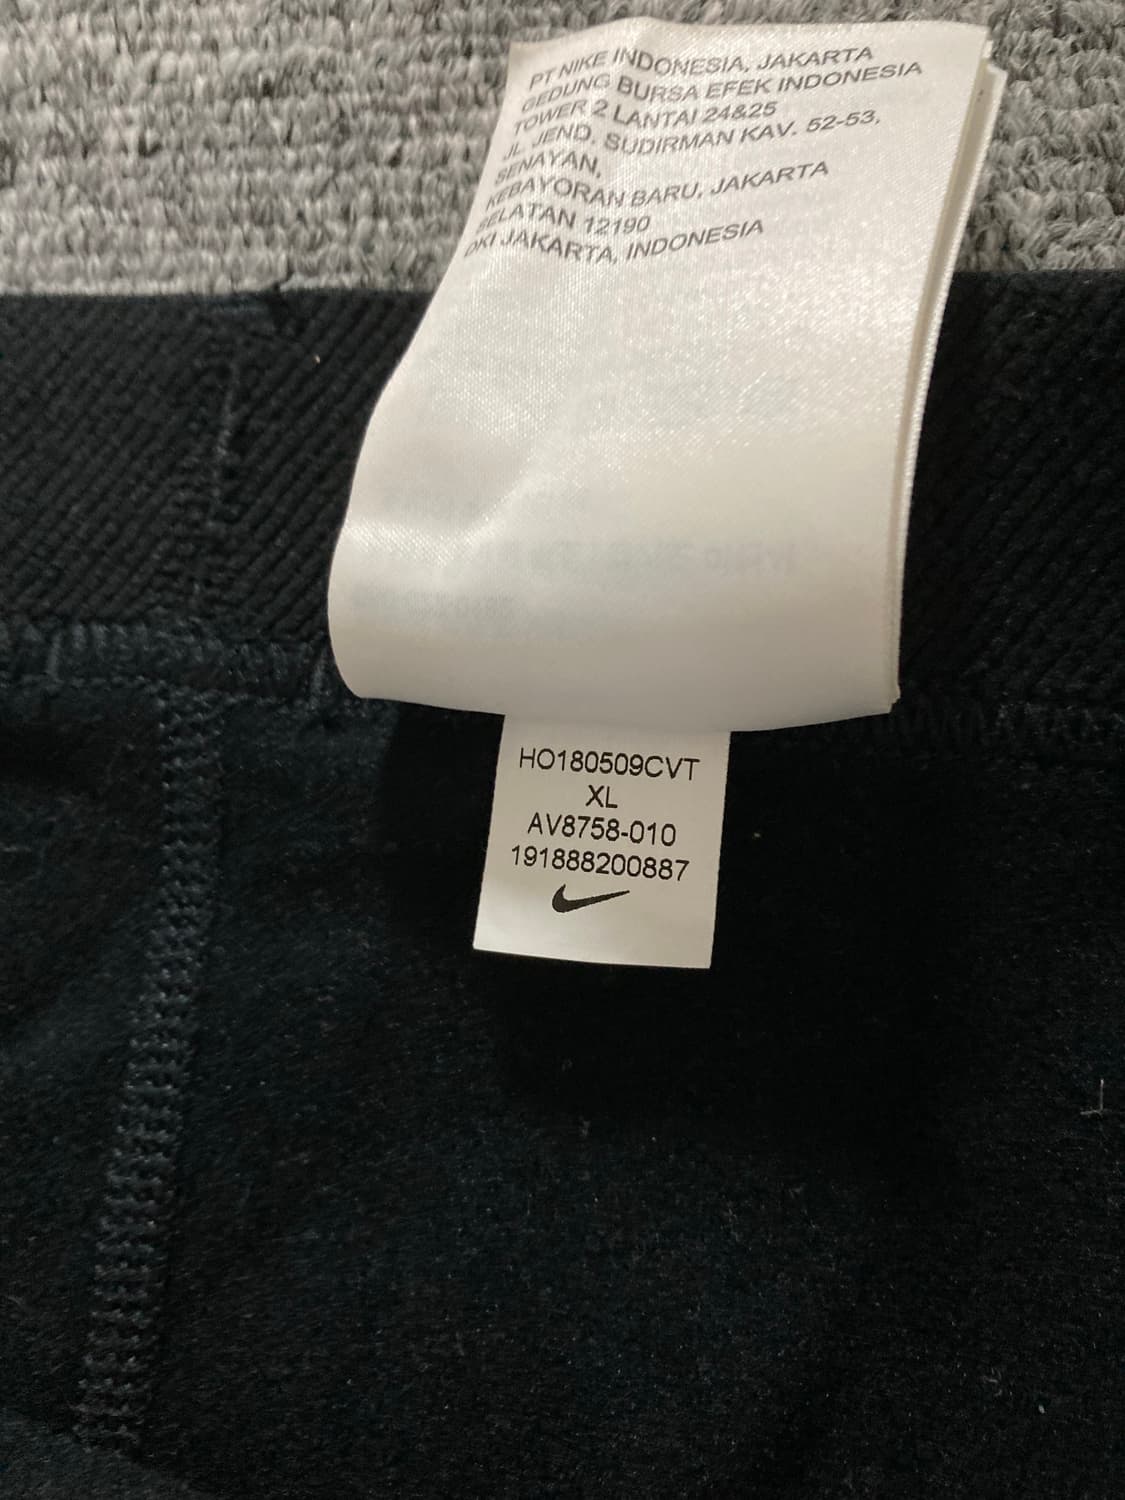 PT NIKE INDONESIA, JAKARTA
GEDUNG BURSA EFEK INDONESIA
TOWER 2 LANTAI 24&25
JL. JEND. SUDIRMAN KAV. 52-53,
SENAYAN,
KEBAYORAN BARU, JAKARTA
SELATAN 12190
DKI JAKARTA, INDONESIA
HO180509CVT
XL
AV8758-010
191888200887